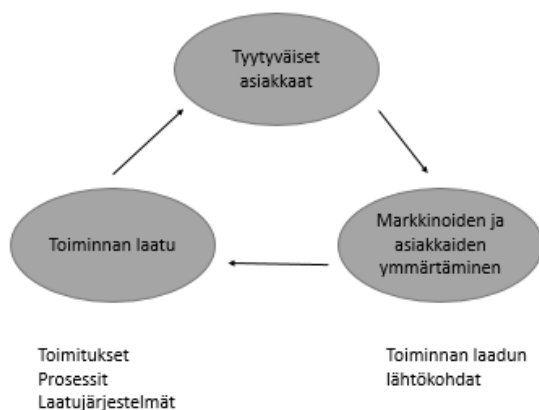 Tyytyväiset
asiakkaat
Toiminnan laatu
Markkinoiden ja
asiakkaiden
ymmärtäminen
Toimitukset
Prosessit
Laatujärjestelmät
Toiminnan laadun
lähtökohdat